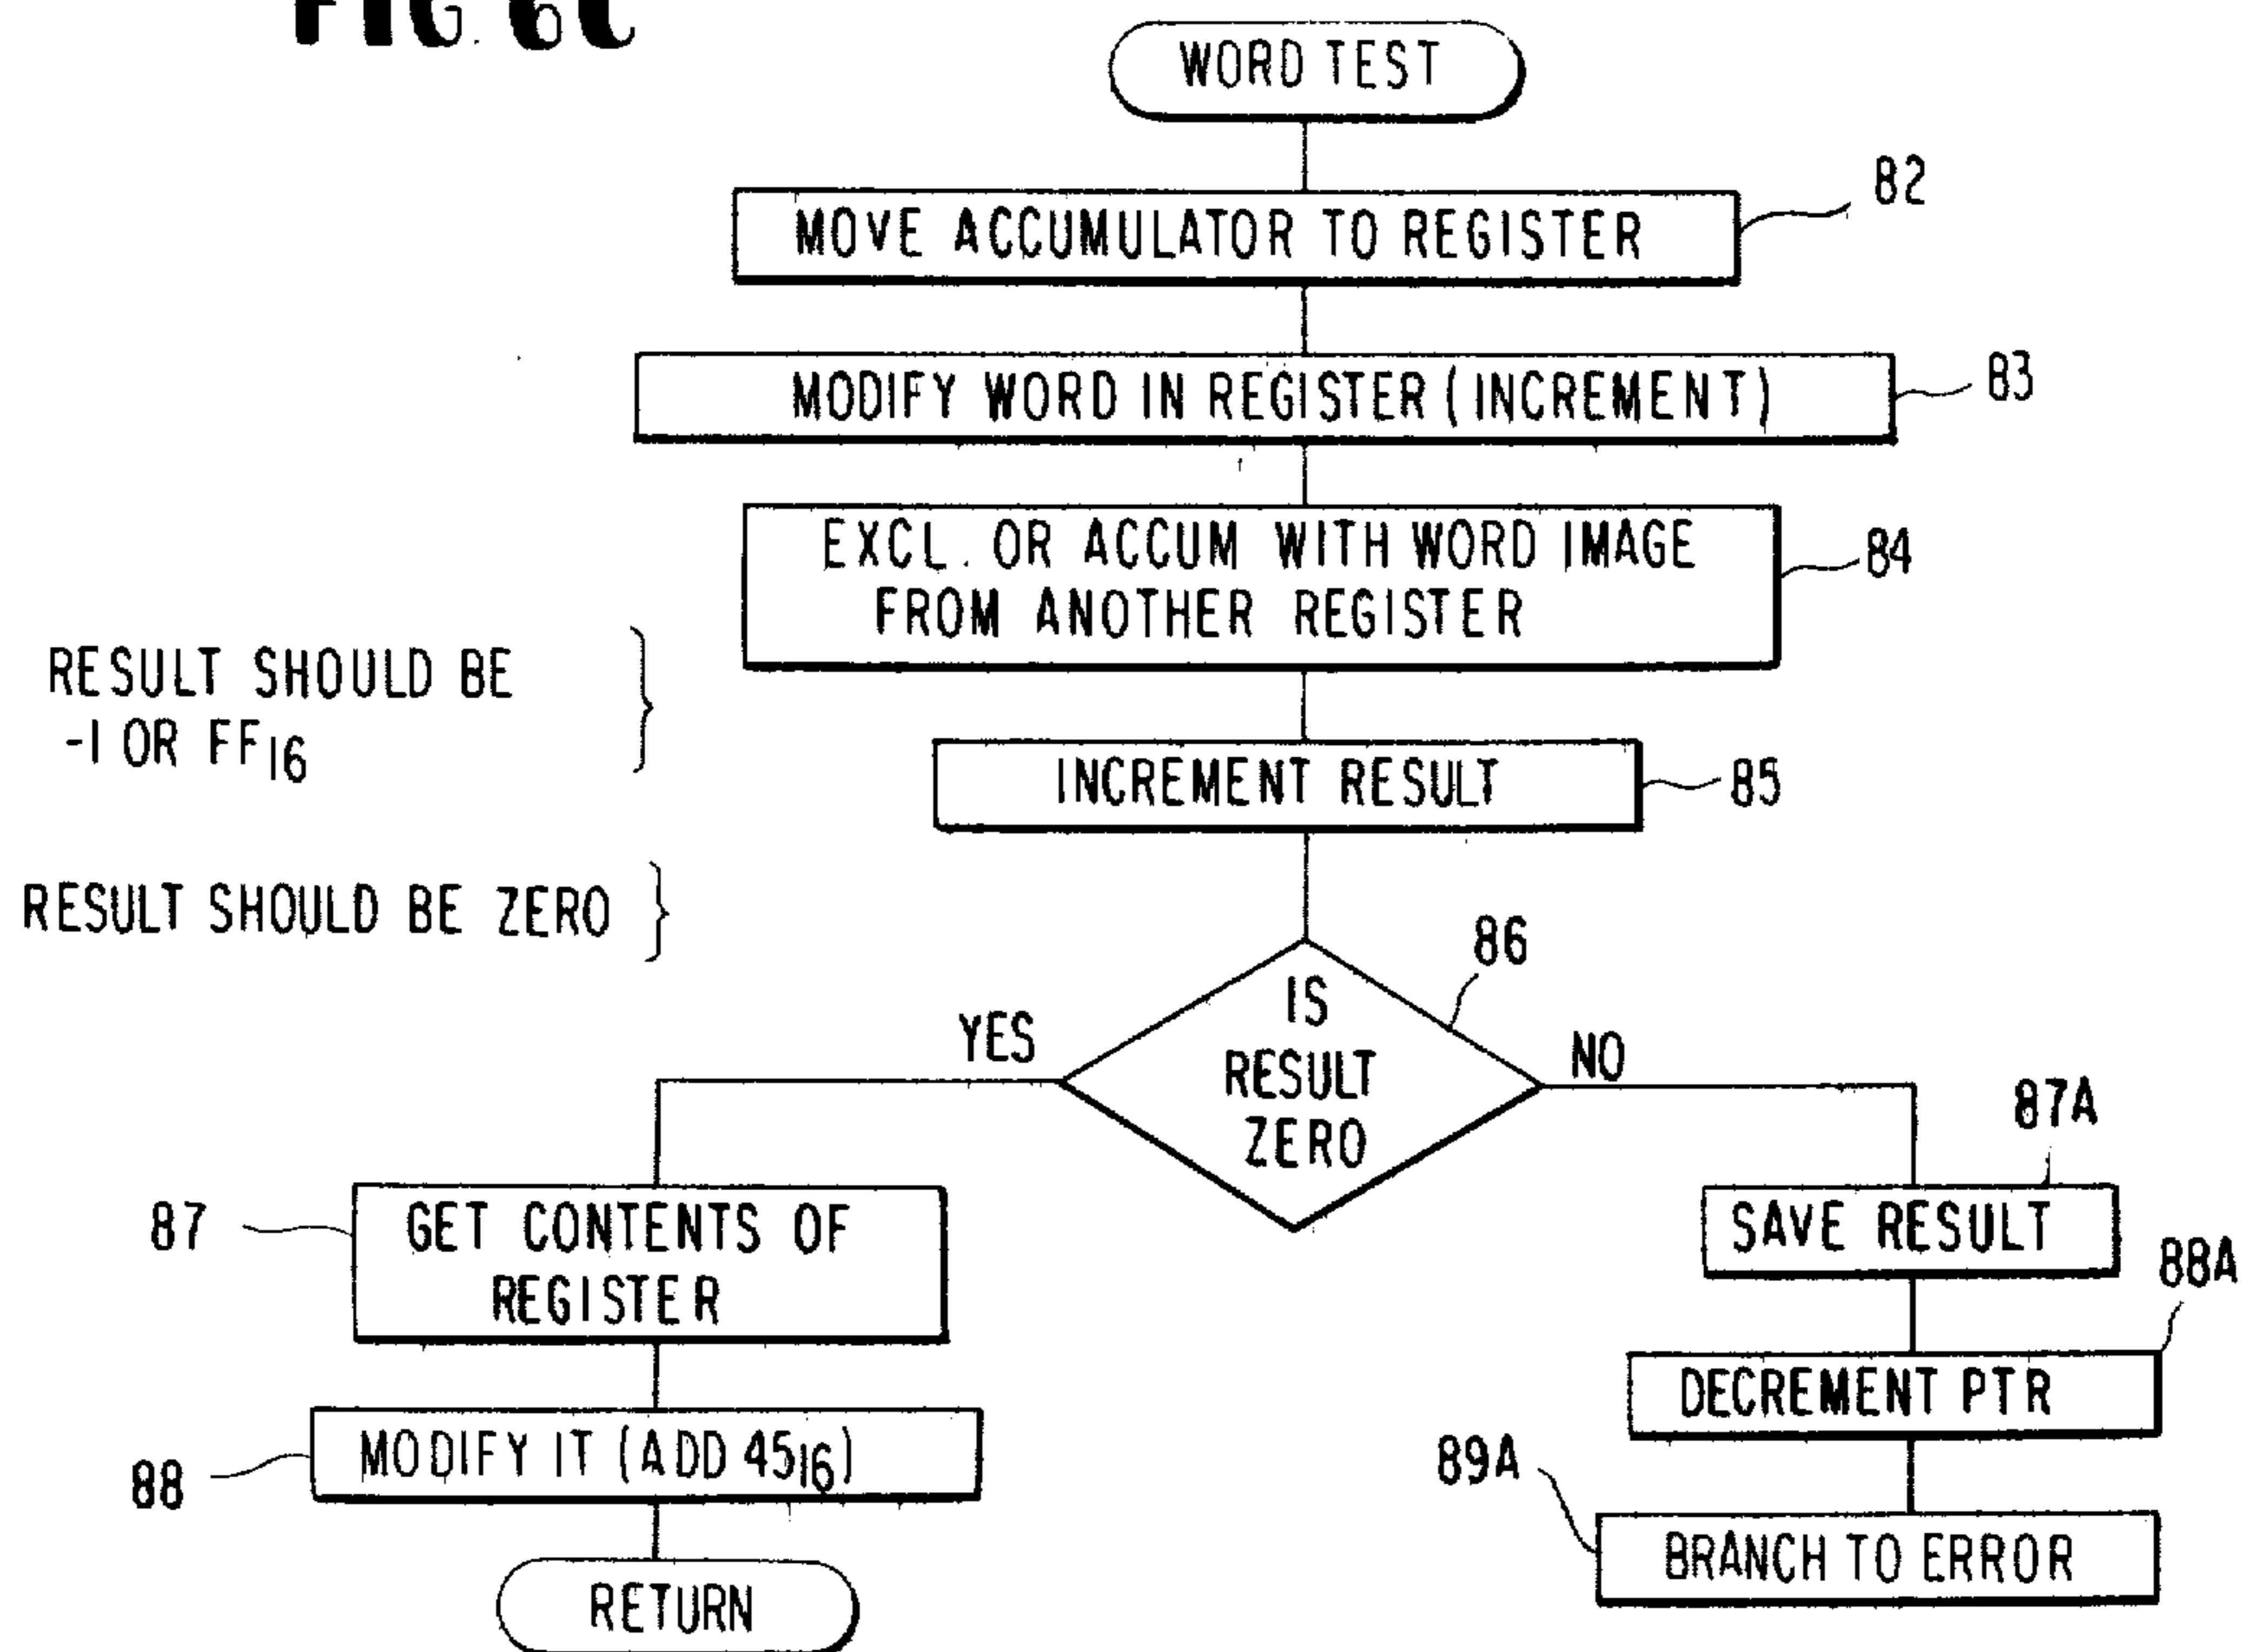 FIG. 6C
WORD TEST
82
MOVE ACCUMULATOR TO REGISTER
83
MODIFY WORD IN REGISTER (INCREMENT)
84
EXCL. OR ACCUM WITH WORD IMAGE
FROM ANOTHER REGISTER
RESULT SHOULD BE
-1 OR FF16
INCREMENT RESULT
85
RESULT SHOULD BE ZERO
86
IS
RESULT
ZERO
YES
NO
87A
87
GET CONTENTS OF
REGISTER
SAVE RESULT
88A
DECREMENT PTR
88
MODIFY IT (ADD 4516)
89A
BRANCH TO ERROR
RETURN